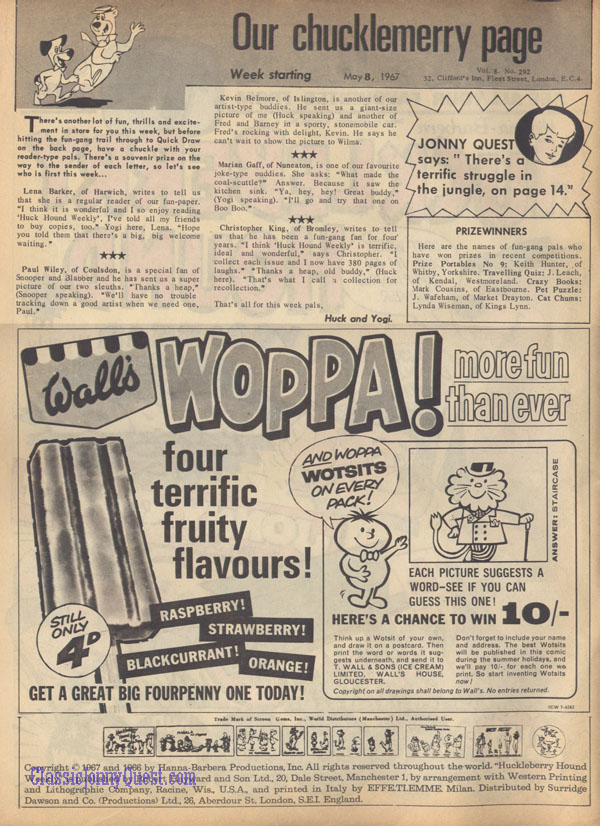 Our chucklemerry page
Week starting May 8, 1967
Vol. 8. No. 292
32, Clifford's Inn, Fleet Street, London, E.C.4.
There's another lot of fun, thrills and excite-
ment in store for you this week, but before
hitting the fun-gang trail through to Quick Draw
on the back page, have a chuckle with your
reader-type pals. There's a souvenir prize on the
way to the sender of each letter, so let's see
who is first this week...
Lena Barker, of Harwich, writes to tell us
that she is a regular reader of our fun-paper.
"I think it is wonderful and I so enjoy reading
'Huck Hound Weekly', I've told all my friends
to buy copies, too." Yogi here, Lena. "Hope
you told them that there's a big, big welcome
waiting."
★★★
Paul Wiley, of Coulsdon, is a special fan of
Snooper and Blabber and he has sent us a super
picture of our two sleuths. "Thanks a heap,"
(Snooper speaking). "We'll have no trouble
tracking down a good artist when we need one,
Paul."
Kevin Belmore, of Islington, is another of our
artist-type buddies. He sent us a giant-size
picture of me (Huck speaking) and another of
Fred and Barney in a sporty, stonemobile car.
Fred's rocking with delight, Kevin. He says he
can't wait to show the picture to Wilma.
★★★
Marian Gaff, of Nuneaton, is one of our favourite
joke-type ouddies. She asks: "What made the
coal-scuttle?" Answer. Because it saw the
kitchen sink. "Ya, hey, hey! Great buddy,"
(Yogi speaking). "I'll go and try that one on
Boo Boo."
★★★
Christopher King, of Bromley, writes to tell
us that he has been a fun-gang fan for four
years. "I think 'Huck Hound Weekly' is terrific,
ideal and wonderful," says Christopher. "I
collect each issue and I now have 380 pages of
laughs." "Thanks a heap, old buddy," (Huck
here). "That's what I call a collection for
recollection."
That's all for this week pals,
Huck and Yogi.
JONNY QUEST
says: "There's a
terrific struggle in
the jungle, on page 14."
PRIZEWINNERS
Here are the names of fun-gang pals who
have won prizes in recent competitions.
Prize Portables No 9; Keith Hunter, of
Whitby, Yorkshire. Travelling Quiz: J. Leach,
of Kendal, Westmoreland. Crazy Books:
Mark Cousins, of Eastbourne. Pet Puzzle:
J. Wafeham, of Market Drayton. Cat Chums:
Lynda Wiseman, of Kings Lynn.
Wall's
WOPPA!
more fun
than ever
four
terrific
fruity
flavours!
AND WOPPA
WOTSITS
ON EVERY
PACK!
ANSWER: STAIRCASE
STILL
ONLY
4D
RASPBERRY!
STRAWBERRY!
BLACKCURRANT!
ORANGE!
GET A GREAT BIG FOURPENNY ONE TODAY!
EACH PICTURE SUGGESTS A
WORD-SEE IF YOU CAN
GUESS THIS ONE!
HERE'S A CHANCE TO WIN 10/-
Think up a Wotsit of your own,
and draw it on a postcard. Then
print the word or words it sug-
gests underneath, and send it to
T. WALL & SONS (ICE CREAM)
LIMITED, WALL'S HOUSE,
GLOUCESTER.
Don't forget to include your name
and address. The best Wotsits
will be published in this comic
during the summer holidays, and
we'll pay 10/- for each one we
print. So start inventing Wotsits
now!
Copyright on all drawings shall belong to Wall's. No entries returned.
Trade Mark of Screen Gems, Inc., World Distributors (Manchester) Ltd., Authorised User.
Copyright © 1967 and 1966 by Hanna-Barbera Productions, Inc. All rights reserved throughout the world. "Huckleberry Hound
ClassicJonnyQuest.com
and Son Ltd., 20, Dale Street, Manchester 1, by arrangement with Western Printing
and Lithographic Company, Racine, Wis., U.S.A., and printed in Italy by EFFETLEMME. Milan. Distributed by Surridge
Dawson and Co. (Productions) Ltd., 26, Aberdour St. London, S.E.I. England.